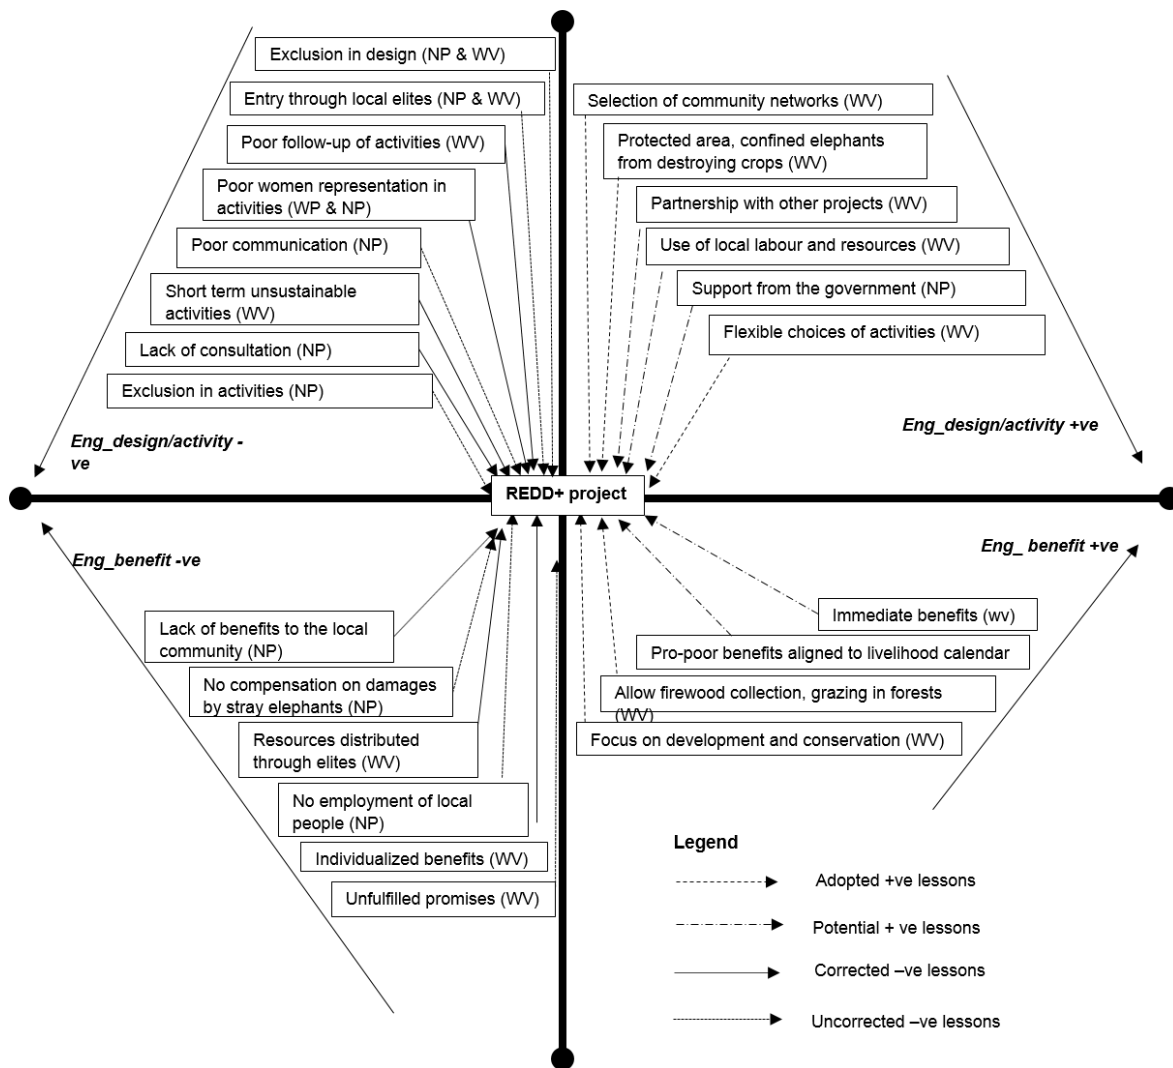 Exclusion in design (NP & WV)
Entry through local elites (NP & WV)
Poor follow-up of activities (WV)
Poor women representation in
activities (WP & NP)
Poor communication (NP)
Short term unsustainable
activities (WV)
Lack of consultation (NP)
Exclusion in activities (NP)
Eng_design/activity -
ve
Selection of community networks (WV)
Protected area, confined elephants
from destroying crops (WV)
Partnership with other projects (WV)
Use of local labour and resources (WV)
Support from the government (NP)
Flexible choices of activities (WV)
Eng_design/activity +ve
REDD+ project
Eng_benefit -ve
Lack of benefits to the local
community (NP)
No compensation on damages
by stray elephants (NP)
Resources distributed
through elites (WV)
No employment of local
people (NP)
Individualized benefits (WV)
Unfulfilled promises (WV)
Eng_ benefit +ve
Immediate benefits (wv)
Pro-poor benefits aligned to livelihood calendar
Allow firewood collection, grazing in forests
(WV)
Focus on development and conservation (WV)
Legend
Adopted +ve lessons
Potential + ve lessons
Corrected –ve lessons
Uncorrected –ve lessons